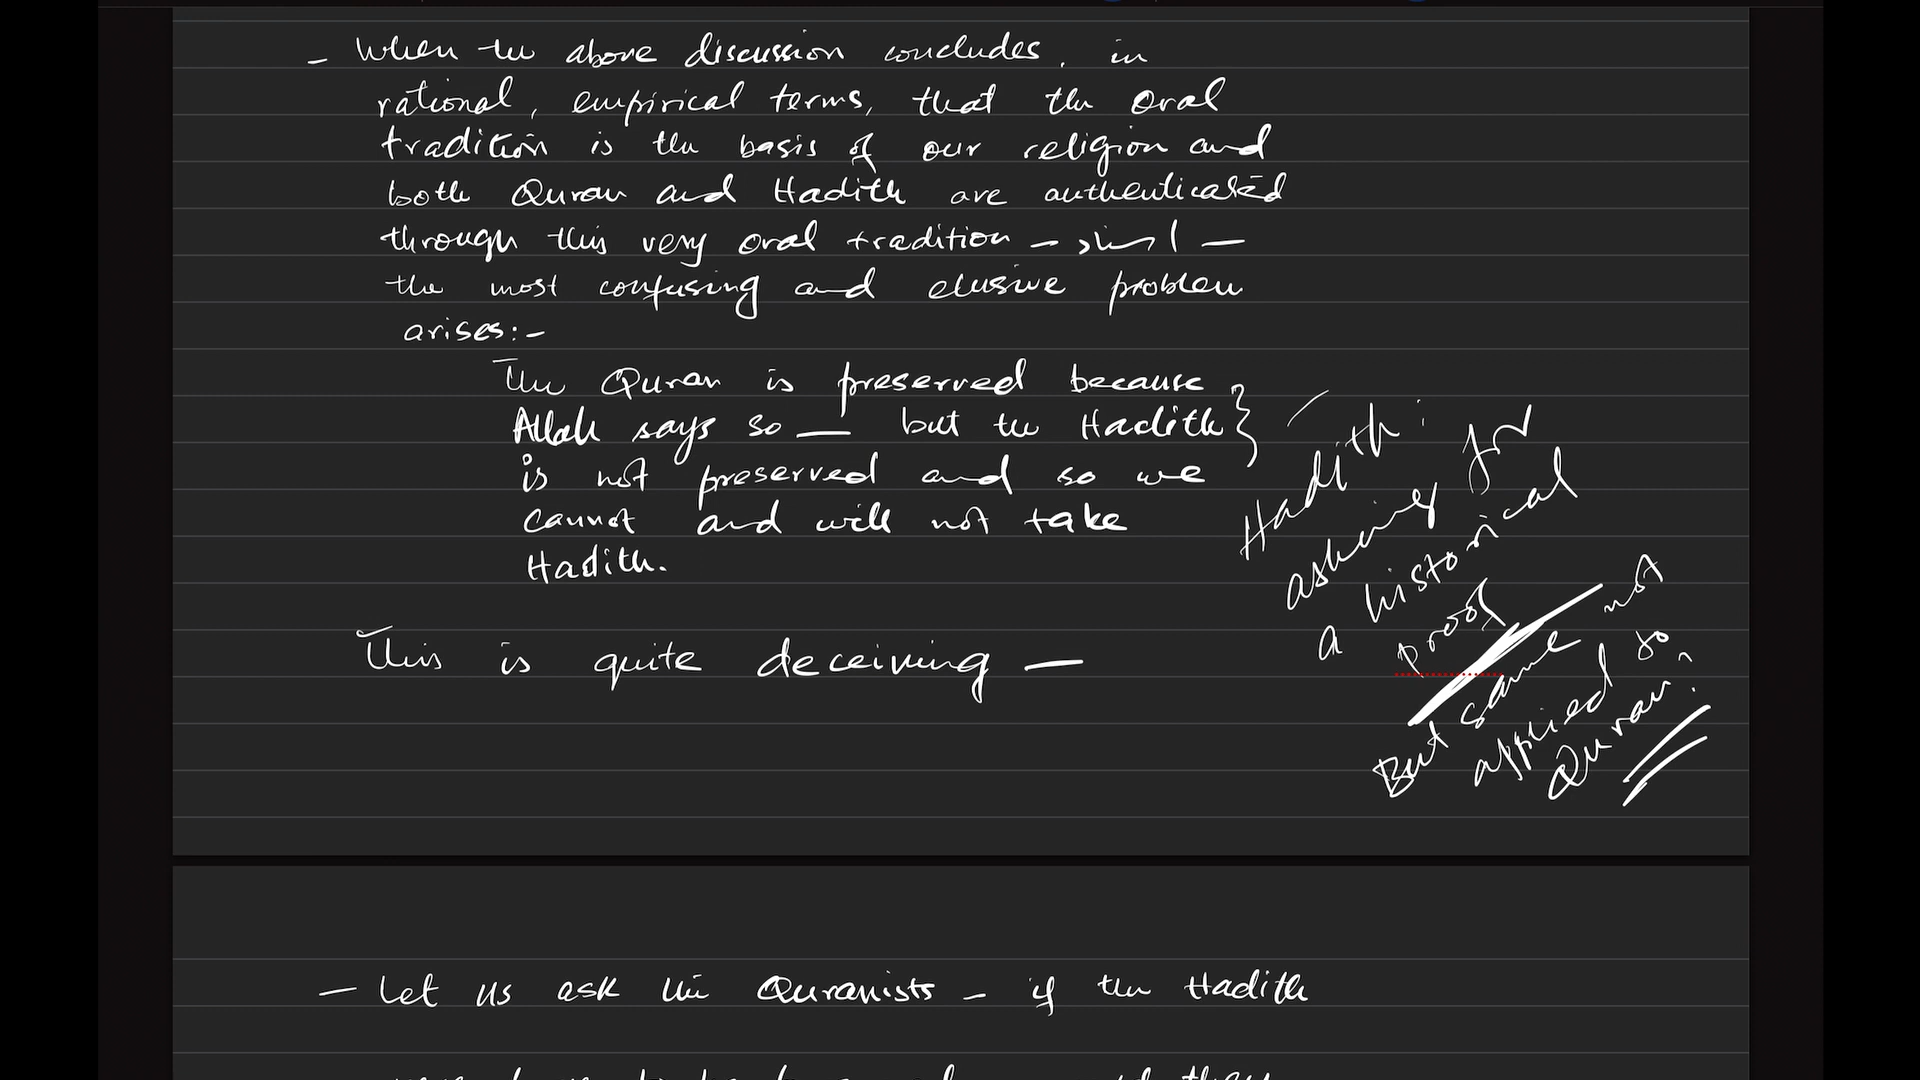 - When the above discussion concludes, in
rational, empirical terms, that the oral
tradition is the basis of our religion and
both Quran and Hadith are authenticated
through this very oral tradition -
the most confusing and elusive problem
arises:-
The Quran is preserved because
Allah says so — but the Hadith
is not preserved and so we
cannot and will not take
Hadith.
Hadith:
asking for
a historical
proof
But same not
applied to
Quran?
This is quite deceiving —
- Let us ask the Quranists - if the Hadith